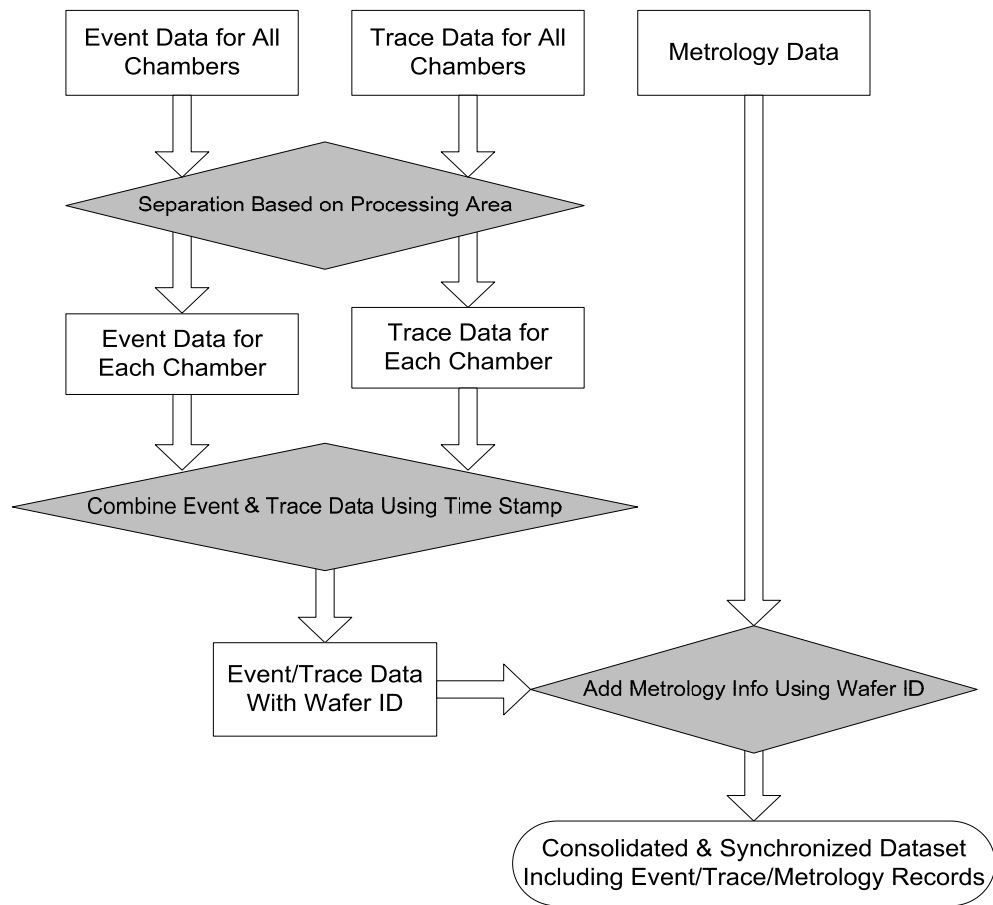 Event Data for All
Chambers
Trace Data for All
Chambers
Metrology Data
Separation Based on Processing Area
Event Data for
Each Chamber
Trace Data for
Each Chamber
Combine Event & Trace Data Using Time Stamp
Event/Trace Data
With Wafer ID
Add Metrology Info Using Wafer ID
Consolidated & Synchronized Dataset
Including Event/Trace/Metrology Records